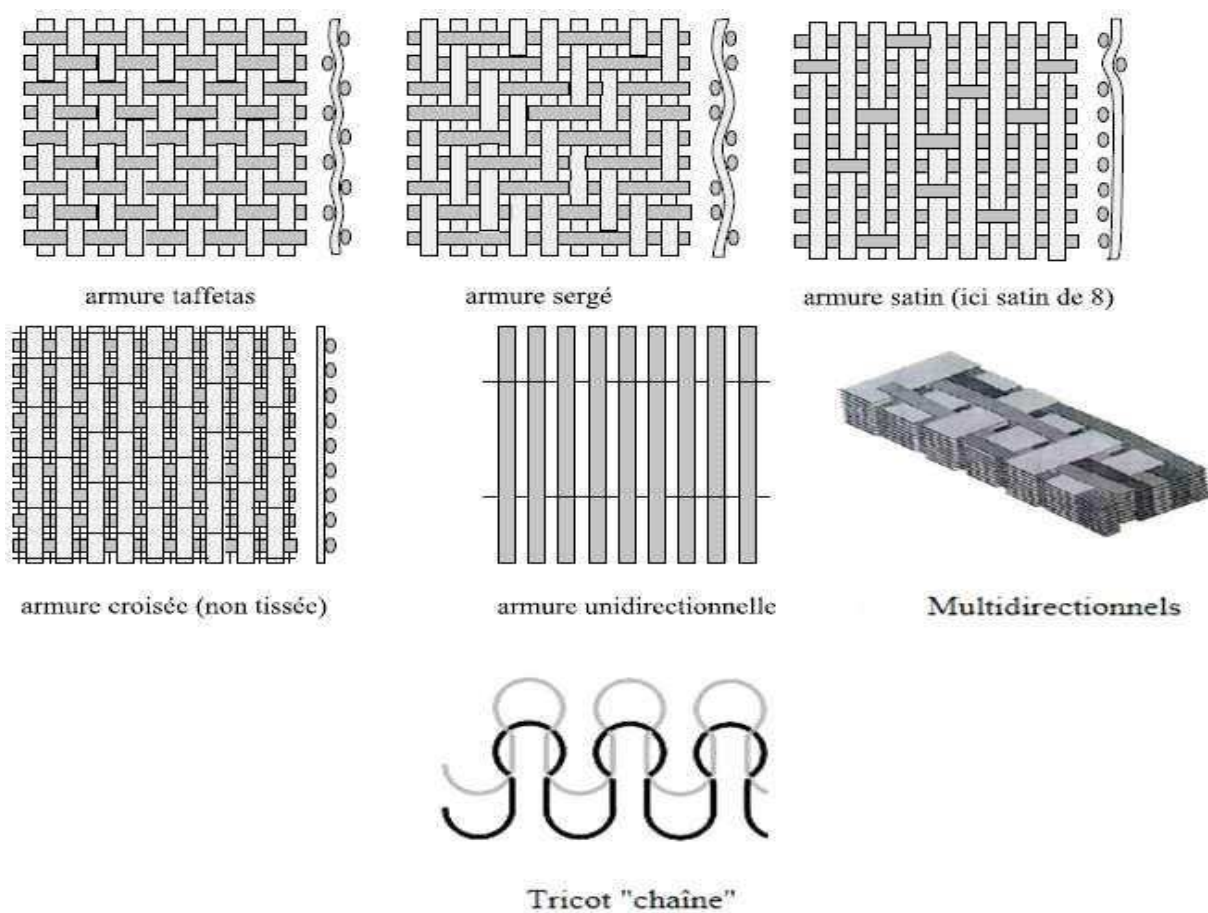 armure taffetas
armure sergé
armure satin (ici satin de 8)
armure croisée (non tissée)
armure unidirectionnelle
Multidirectionnels
Tricot "chaîne"